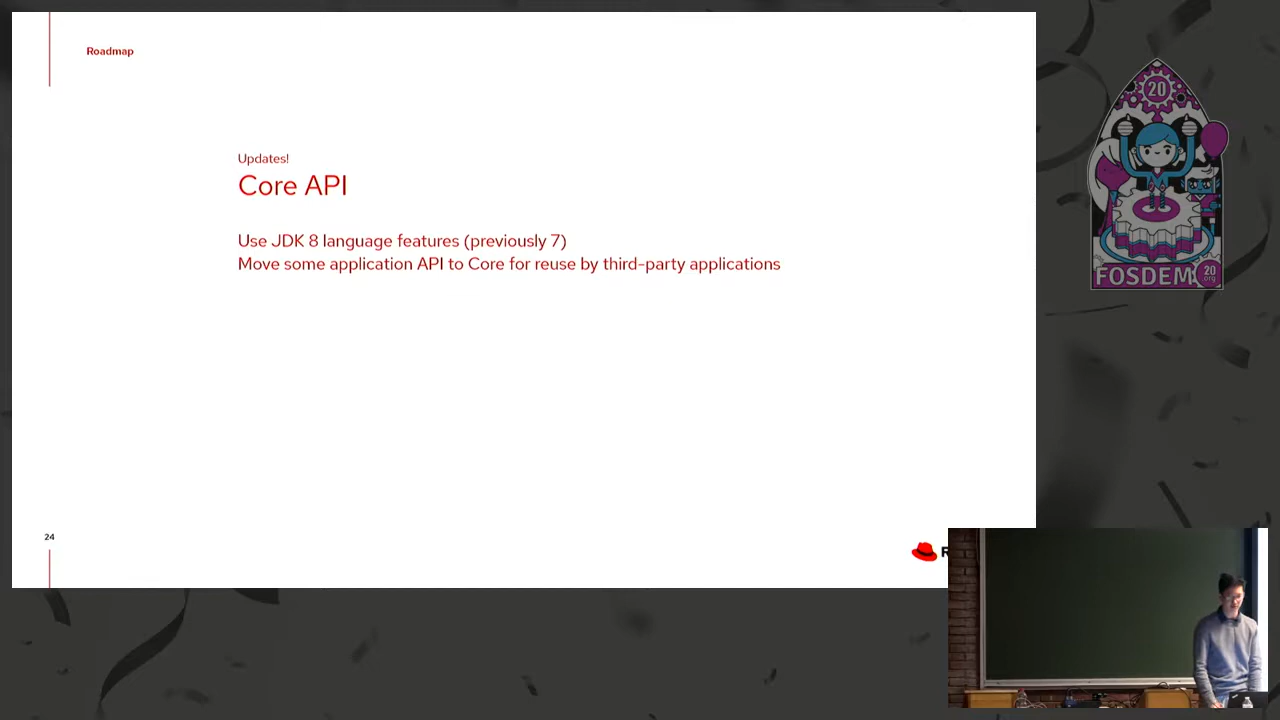 Roadmap
Updates!
Core API
Use JDK 8 language features (previously 7)
Move some application API to Core for reuse by third-party applications
24
R
20
FOSDEM
20
.org